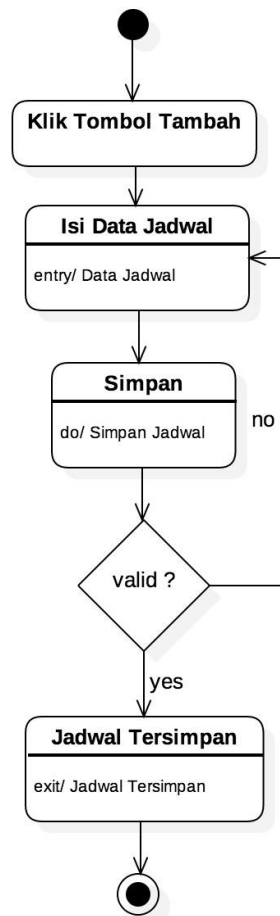 Klik Tombol Tambah
Isi Data Jadwal
entry/ Data Jadwal
Simpan
do/ Simpan Jadwal
no
valid ?
yes
Jadwal Tersimpan
exit/ Jadwal Tersimpan